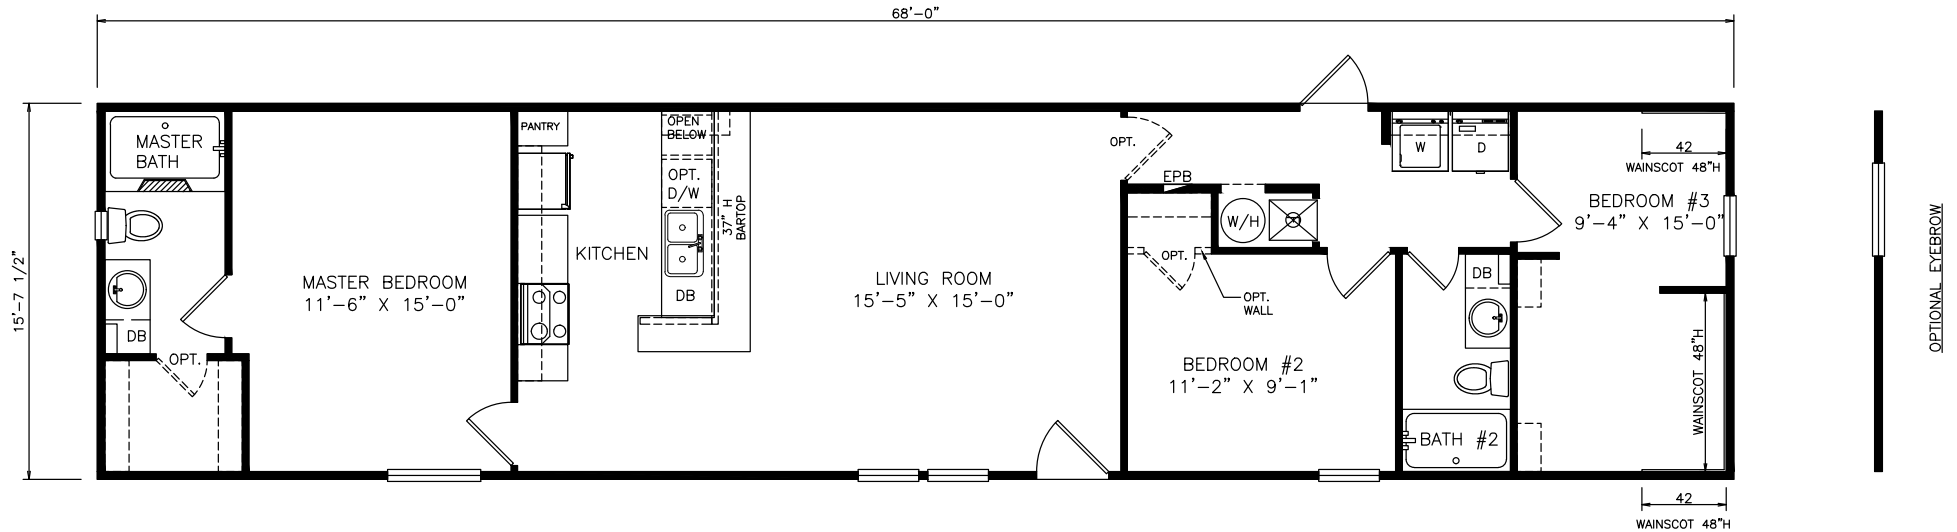 68'-0"
15'-7 1/2"
MASTER
BATH
DB
OPT.
MASTER BEDROOM
11'-6" X 15'-0"
PANTRY
KITCHEN
OPEN
BELOW
OPT.
D/W
DB
37" H
BARTOP
LIVING ROOM
15'-5" X 15'-0"
OPT.
EPB
W/H
OPT.
OPT.
WALL
BEDROOM #2
11'-2" X 9'-1"
W
D
DB
BATH #2
42
WAINSCOT 48"H
BEDROOM #3
9'-4" X 15'-0"
WAINSCOT 48"H
42
WAINSCOT 48"H
OPTIONAL EYEBROW